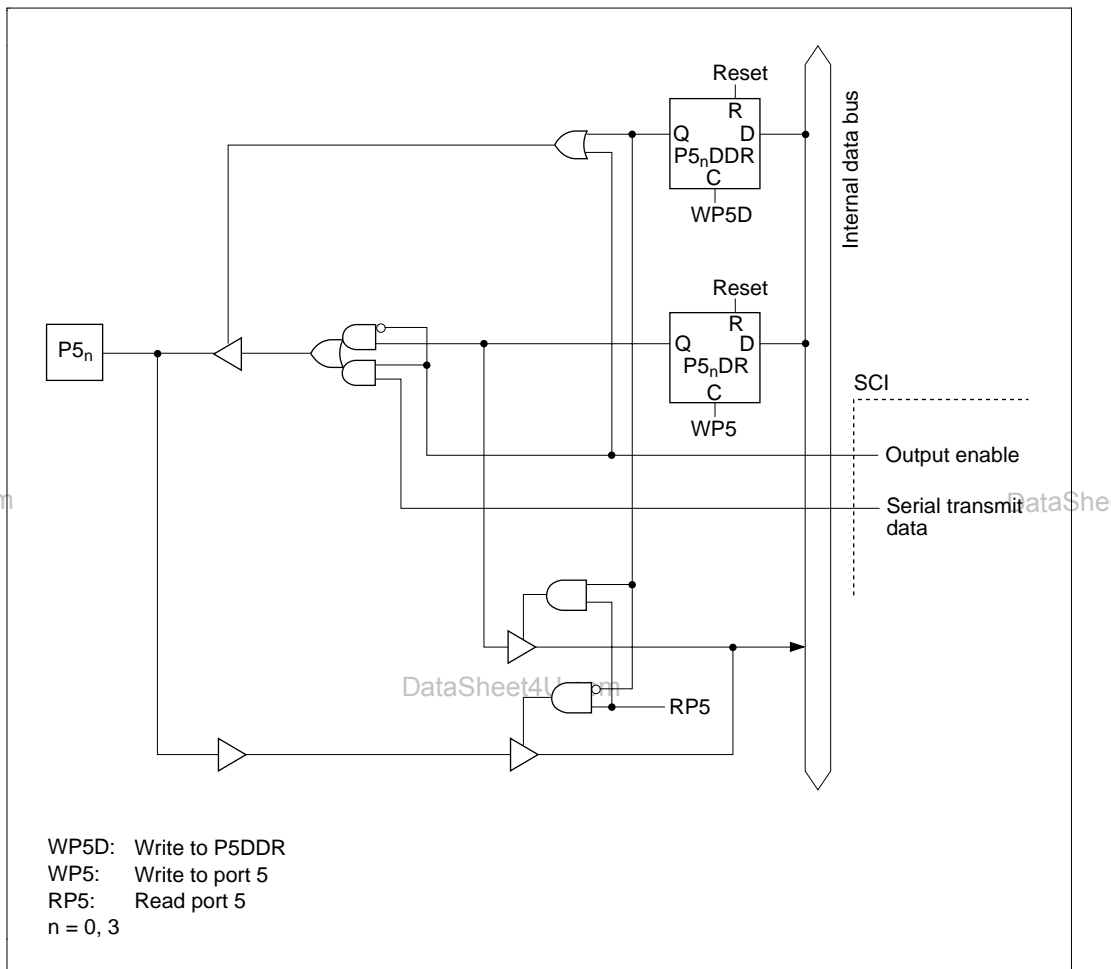 Reset
R
Q D
P5nDDR
C
WP5D
Internal data bus
Reset
R
Q D
P5nDR
C
WP5
P5n
SCI
Output enable
Serial transmit
data
m
DataShe
DataSheet4U.com
RP5
WP5D: Write to P5DDR
WP5: Write to port 5
RP5: Read port 5
n = 0, 3